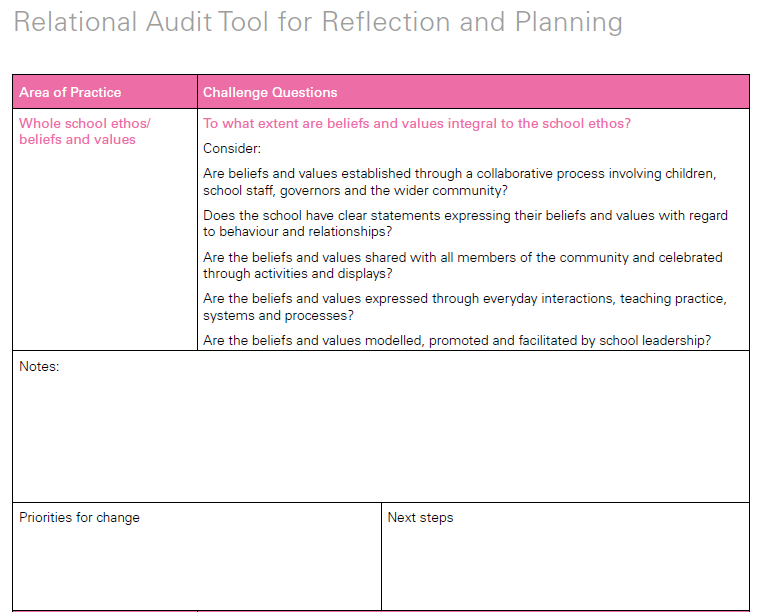 Relational Audit Tool for Reflection and Planning
Area of Practice
Challenge Questions
Whole school ethos/
beliefs and values
To what extent are beliefs and values integral to the school ethos?
Consider:
Are beliefs and values established through a collaborative process involving children,
school staff, governors and the wider community?
Does the school have clear statements expressing their beliefs and values with regard
to behaviour and relationships?
Are the beliefs and values shared with all members of the community and celebrated
through activities and displays?
Are the beliefs and values expressed through everyday interactions, teaching practice,
systems and processes?
Are the beliefs and values modelled, promoted and facilitated by school leadership?
Notes:
Priorities for change
Next steps